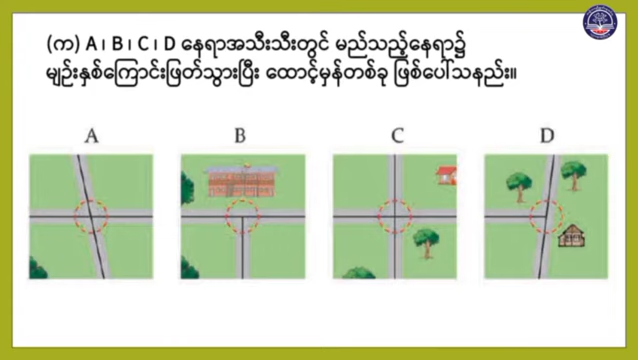 (က) A ၊ B ၊ C ၊ D နေရာအသီးသီးတွင် မည်သည့်နေရာ၌
မျဉ်းနှစ်ကြောင်းဖြတ်သွားပြီး ထောင့်မှန်တစ်ခု ဖြစ်ပေါ်သနည်း။
A B C D